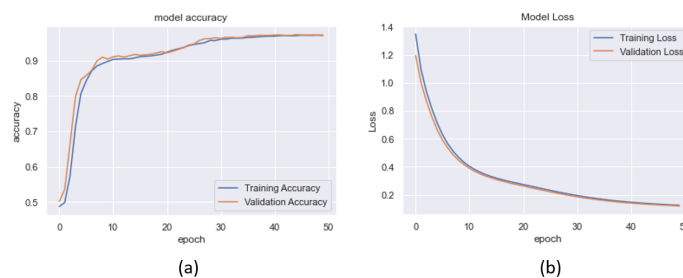 model accuracy
accuracy
0.9
0.8
0.7
0.6
0.5
0 10 20 30 40 50
epoch
Training Accuracy
Validation Accuracy
(a)
Model Loss
Loss
1.4
1.2
1.0
0.8
0.6
0.4
0.2
0 10 20 30 40
epoch
Training Loss
Validation Loss
(b)